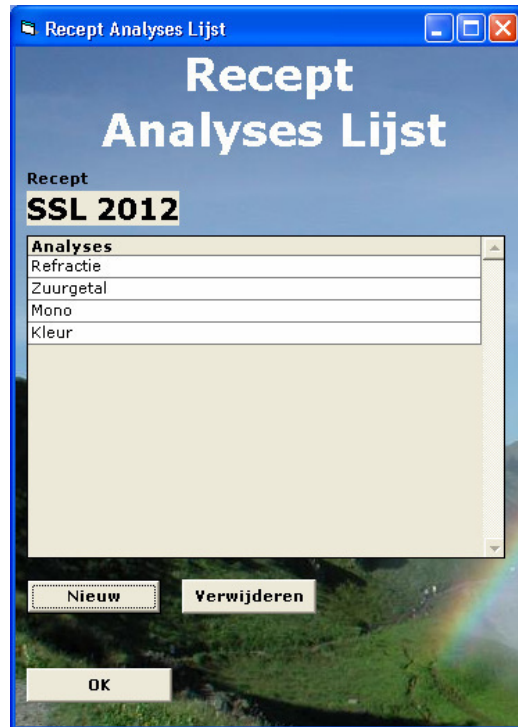 Recept Analyses Lijst
Recept
Analyses Lijst
Recept
SSL 2012
Analyses
Refractie
Zuurgetal
Mono
Kleur
Nieuw
Verwijderen
OK